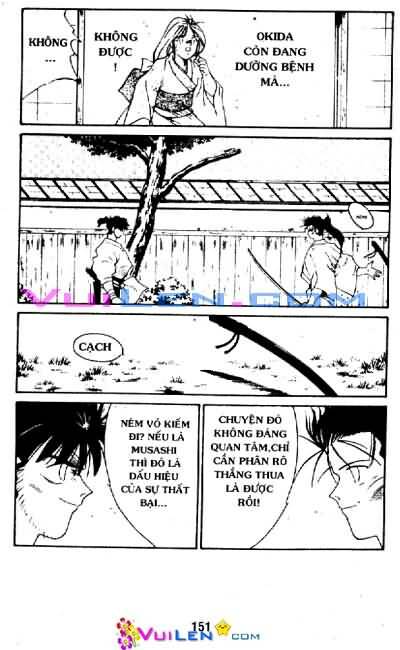 KHÔNG
...
KHÔNG
ĐƯỢC
!
OKIDA
CÒN ĐANG
DƯỠNG BỆNH
MÀ...
VUILEN.COM
CẠCH
NÉM VỎ KIẾM
ĐI? NẾU LÀ
MUSASHI
THÌ ĐÓ LÀ
DẤU HIỆU
CỦA SỰ THẤT
BẠI...
CHUYỆN ĐÓ
KHÔNG ĐÁNG
QUAN TÂM,CHỈ
CẦN PHÂN RÕ
THẮNG THUA
LÀ ĐƯỢC
RỒI!
151
VUILEN COM